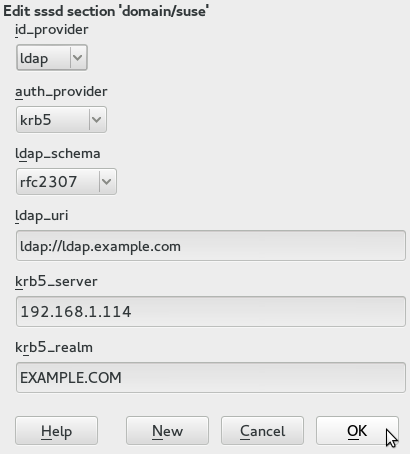 Edit sssd section 'domain/suse'
id_provider
ldap
auth_provider
krb5
ldap_schema
rfc2307
ldap_uri
ldap://ldap.example.com
krb5_server
192.168.1.114
krb5_realm
EXAMPLE.COM
Help New Cancel OK